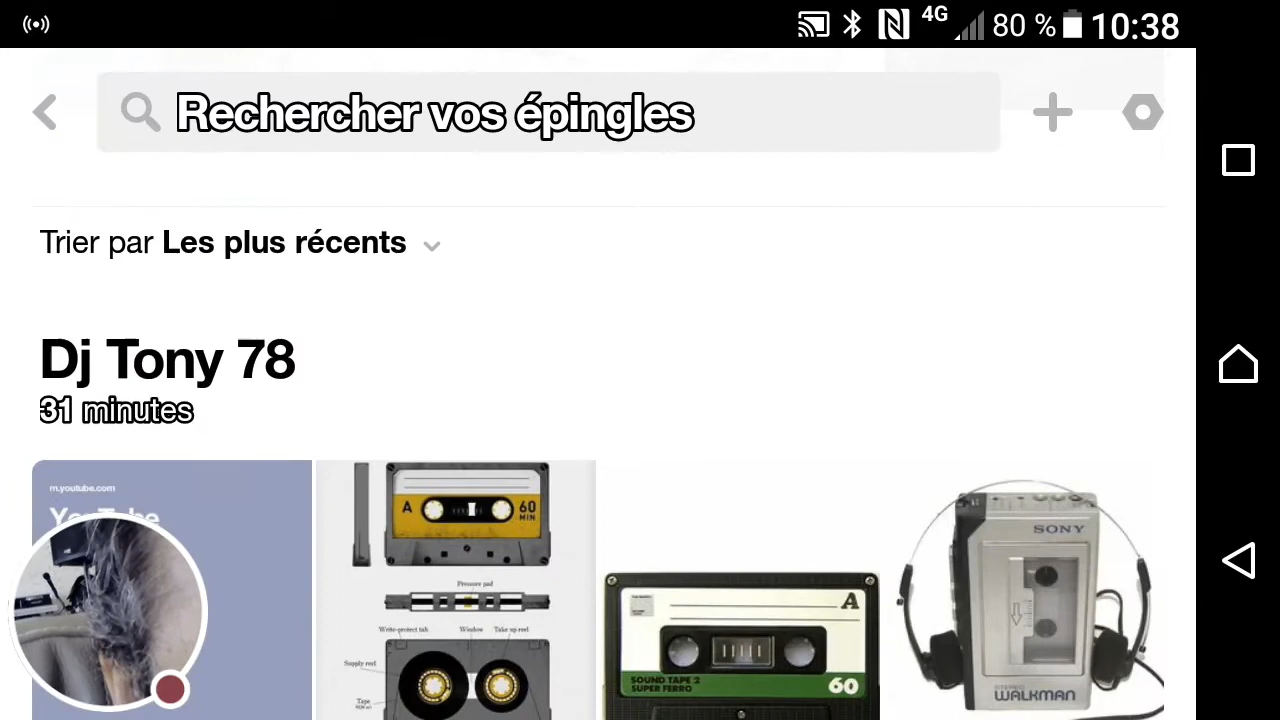 4G 80 % 10:38
Rechercher vos épingles
Trier par Les plus récents
Dj Tony 78
31 minutes
m.youtube.com
YouTube
A 60 MIN
Pressure pad
Write-protect tab Window Take up reel
Supply reel
Tape
A
SOUND TAPE 2
SUPER FERRO
60
SONY
STEREO
WALKMAN